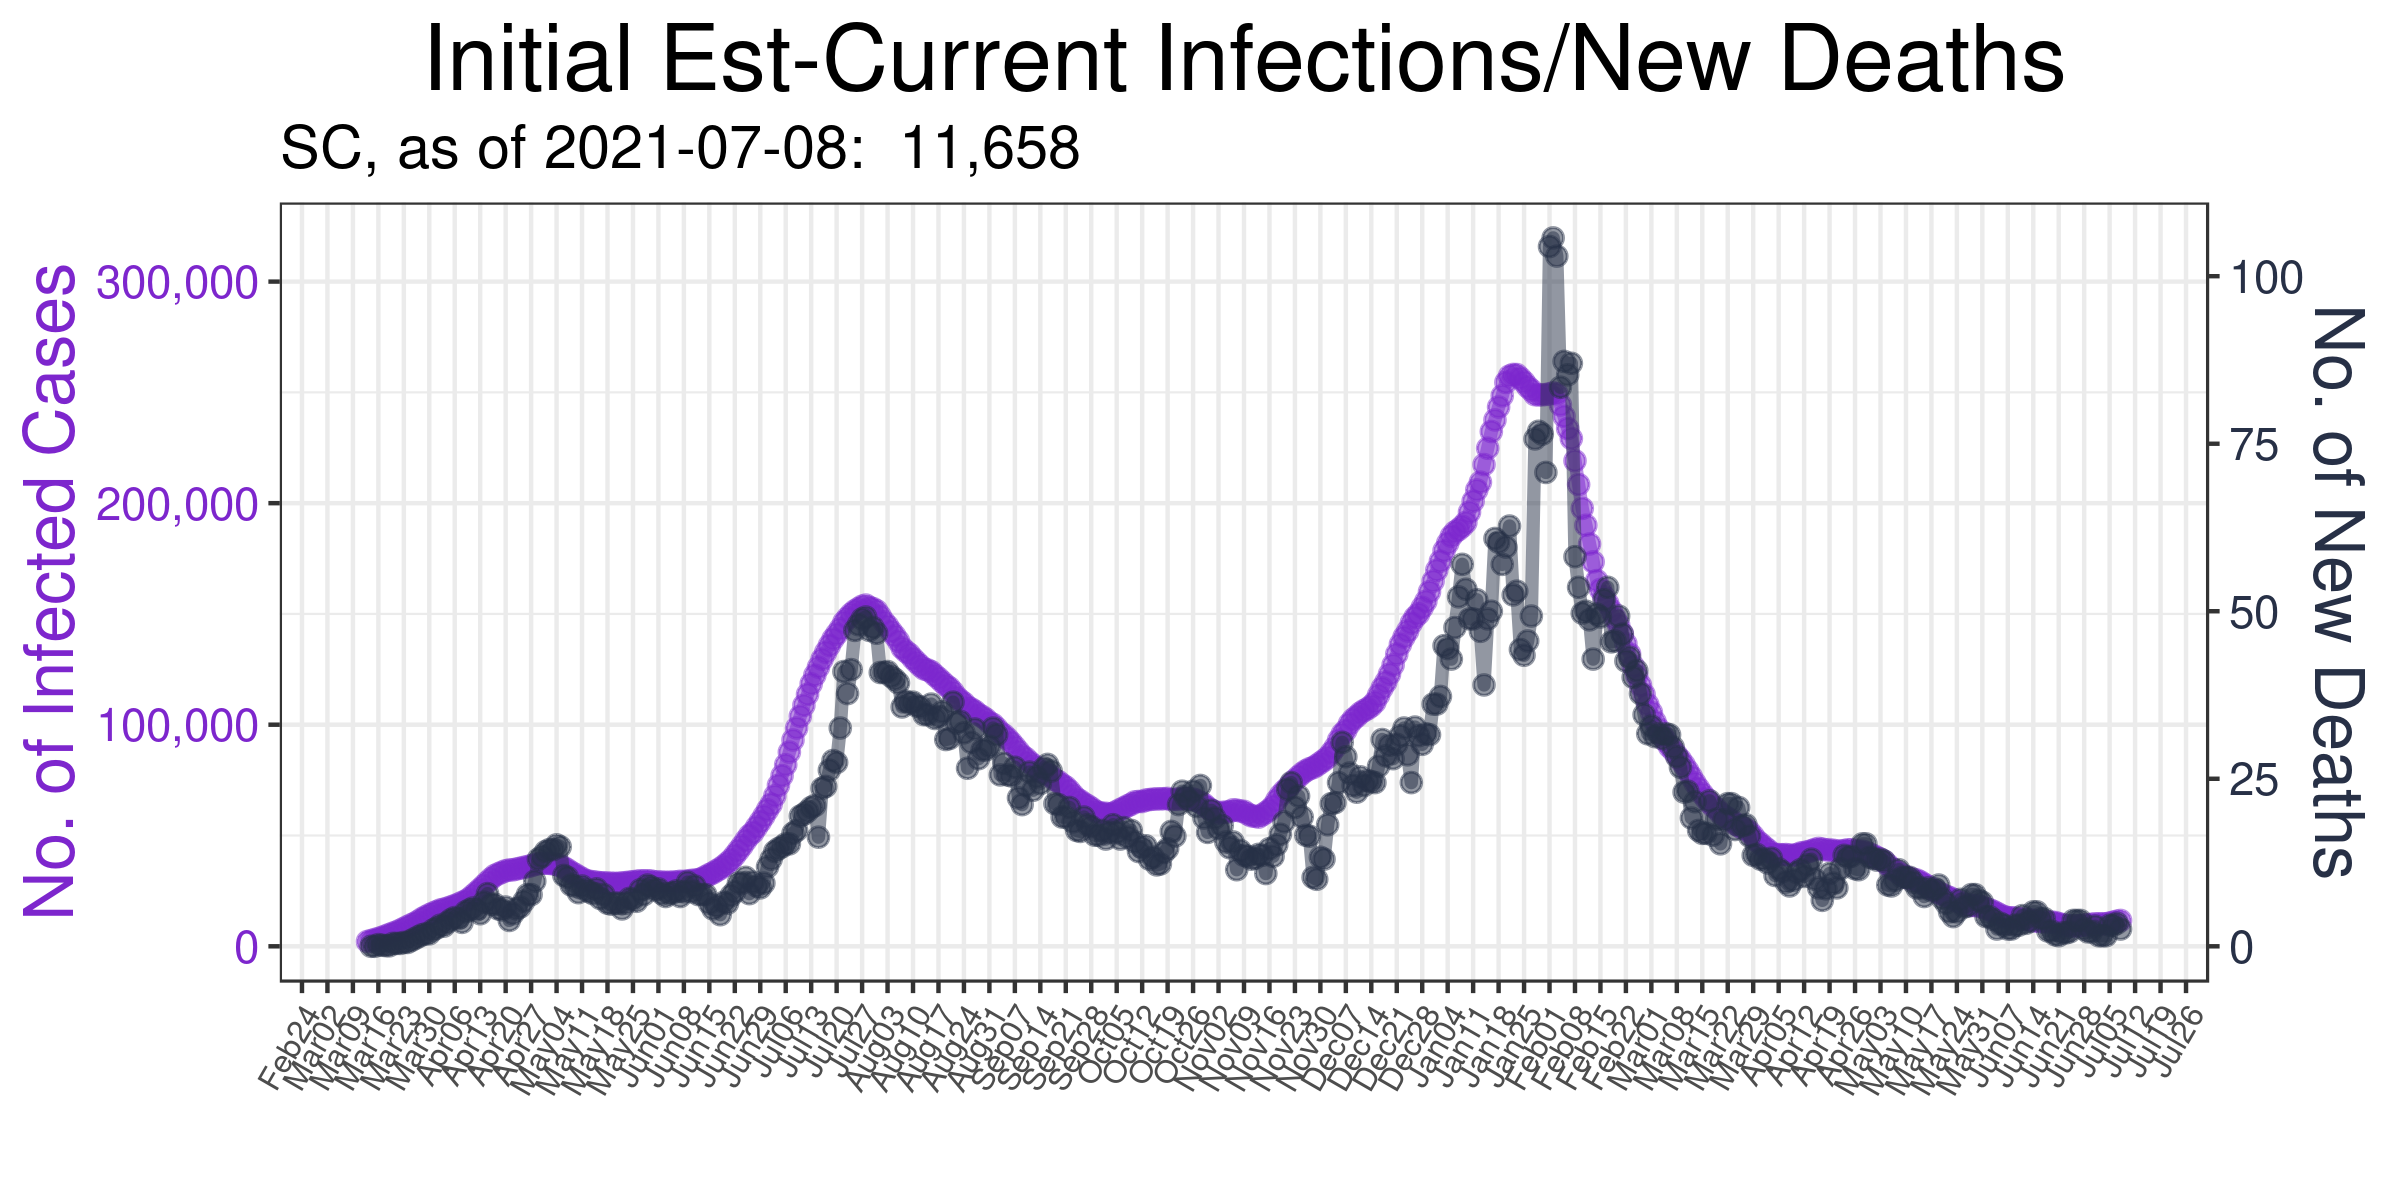 Initial Est-Current Infections/New Deaths
SC, as of 2021-07-08:  11,658
No. of Infected Cases
300,000
200,000
100,000
0
100
75
50
25
0
No. of New Deaths
Feb24
Mar02
Mar09
Mar16
Mar23
Mar30
Apr06
Apr13
Apr20
Apr27
May04
May11
May18
May25
Jun01
Jun08
Jun15
Jun22
Jun29
Jul06
Jul13
Jul20
Jul27
Aug03
Aug10
Aug17
Aug24
Aug31
Sep07
Sep14
Sep21
Sep28
Oct05
Oct12
Oct19
Oct26
Nov02
Nov09
Nov16
Nov23
Nov30
Dec07
Dec14
Dec21
Dec28
Jan04
Jan11
Jan18
Jan25
Feb01
Feb08
Feb15
Feb22
Mar01
Mar08
Mar15
Mar22
Mar29
Apr05
Apr12
Apr19
Apr26
May03
May10
May17
May24
May31
Jun07
Jun14
Jun21
Jun28
Jul05
Jul12
Jul19
Jul26